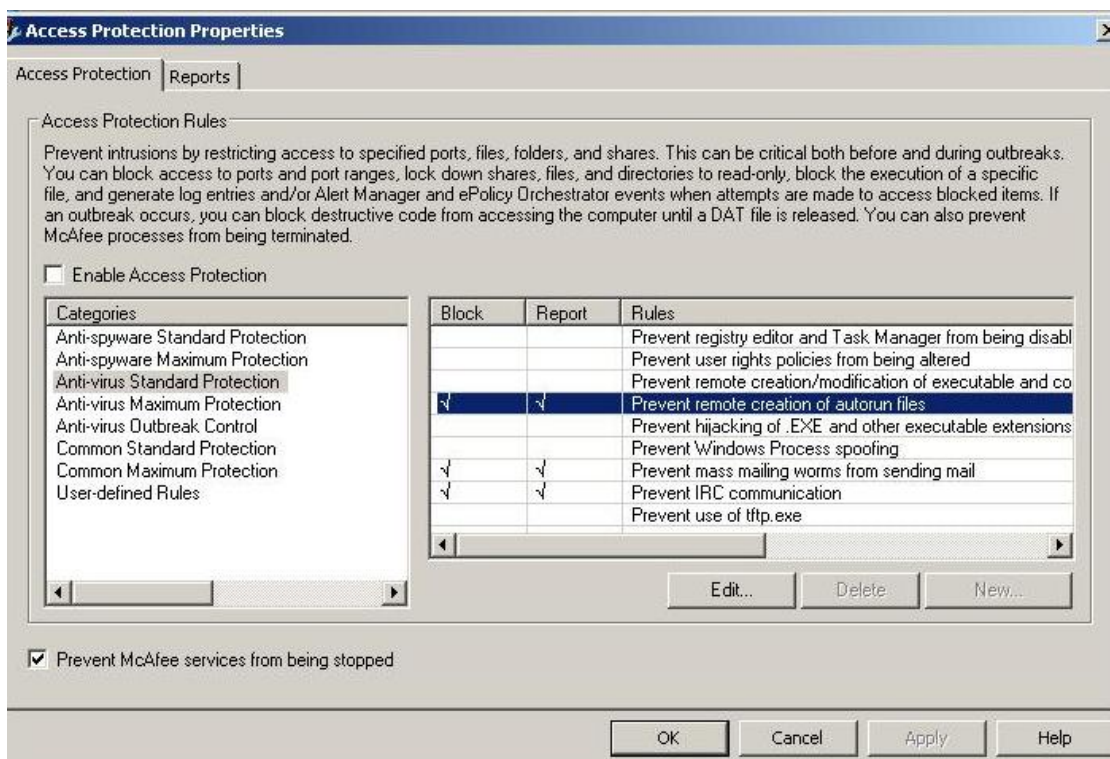 Access Protection Properties
Access Protection
Reports
Access Protection Rules
Prevent intrusions by restricting access to specified ports, files, folders, and shares. This can be critical both before and during outbreaks.
You can block access to ports and port ranges, lock down shares, files, and directories to read-only, block the execution of a specific
file, and generate log entries and/or Alert Manager and ePolicy Orchestrator events when attempts are made to access blocked items. If
an outbreak occurs, you can block destructive code from accessing the computer until a DAT file is released. You can also prevent
McAfee processes from being terminated.
Enable Access Protection
Categories
Anti-spyware Standard Protection
Anti-spyware Maximum Protection
Anti-virus Standard Protection
Anti-virus Maximum Protection
Anti-virus Outbreak Control
Common Standard Protection
Common Maximum Protection
User-defined Rules
Block Report Rules
Prevent registry editor and Task Manager from being disabl
Prevent user rights policies from being altered
Prevent remote creation/modification of executable and co
Prevent remote creation of autorun files
Prevent hijacking of .EXE and other executable extensions
Prevent Windows Process spoofing
Prevent mass mailing worms from sending mail
Prevent IRC communication
Prevent use of tftp.exe
Edit... Delete New...
Prevent McAfee services from being stopped
OK Cancel Apply Help